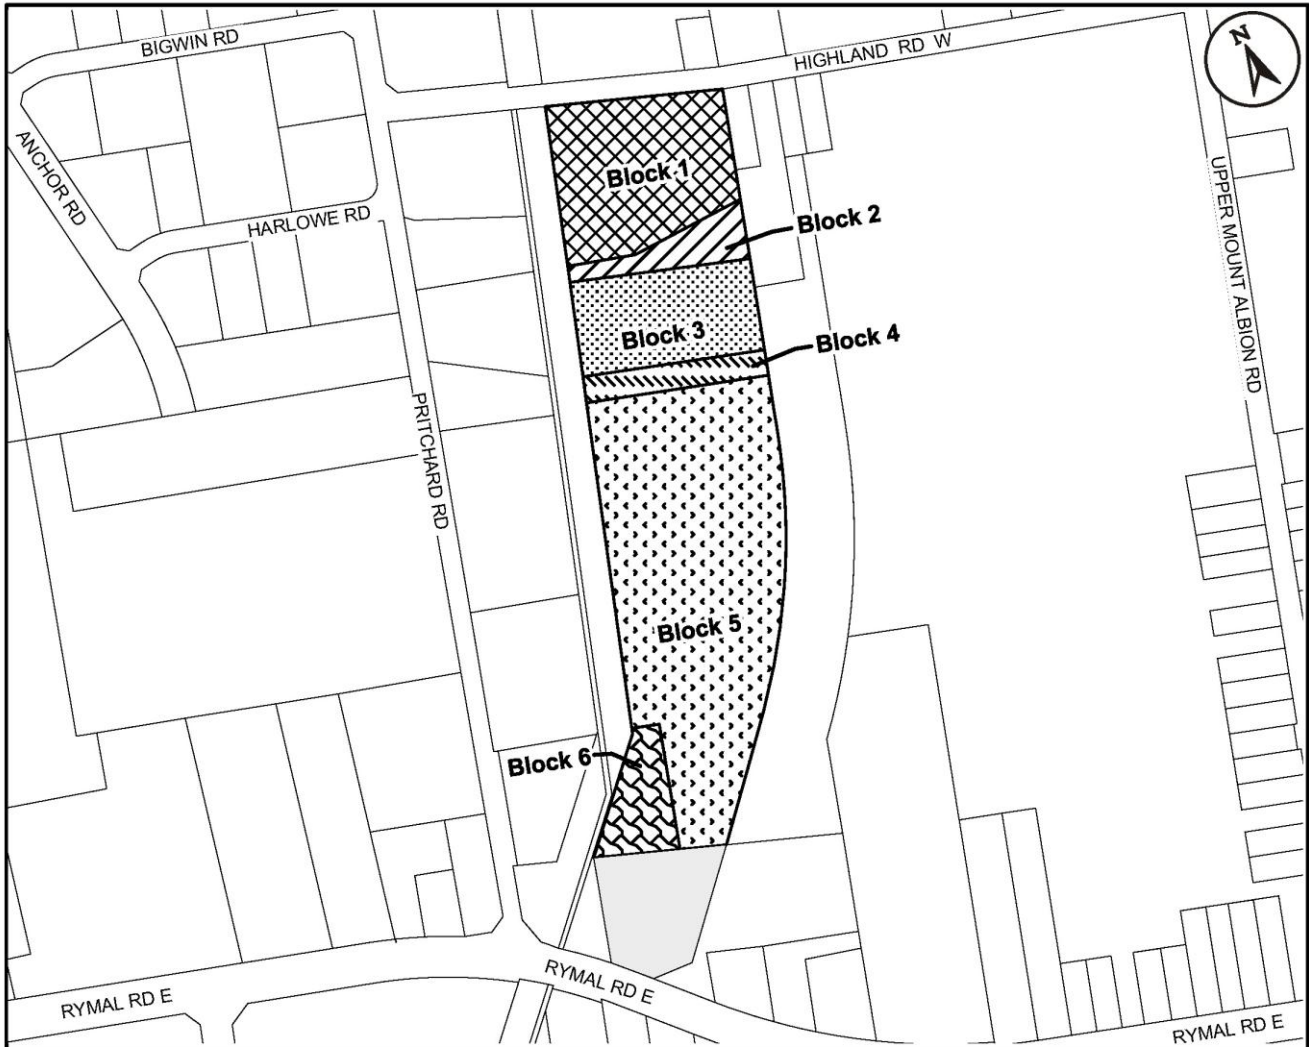 BIGWIN RD
HIGHLAND RD W
N
ANCHOR RD
HARLOWE RD
UPPER MOUNT ALBION RD
Block 1
Block 2
Block 3
Block 4
PRITCHARD RD
Block 5
Block 6
RYMAL RD E
RYMAL RD E
RYMAL RD E